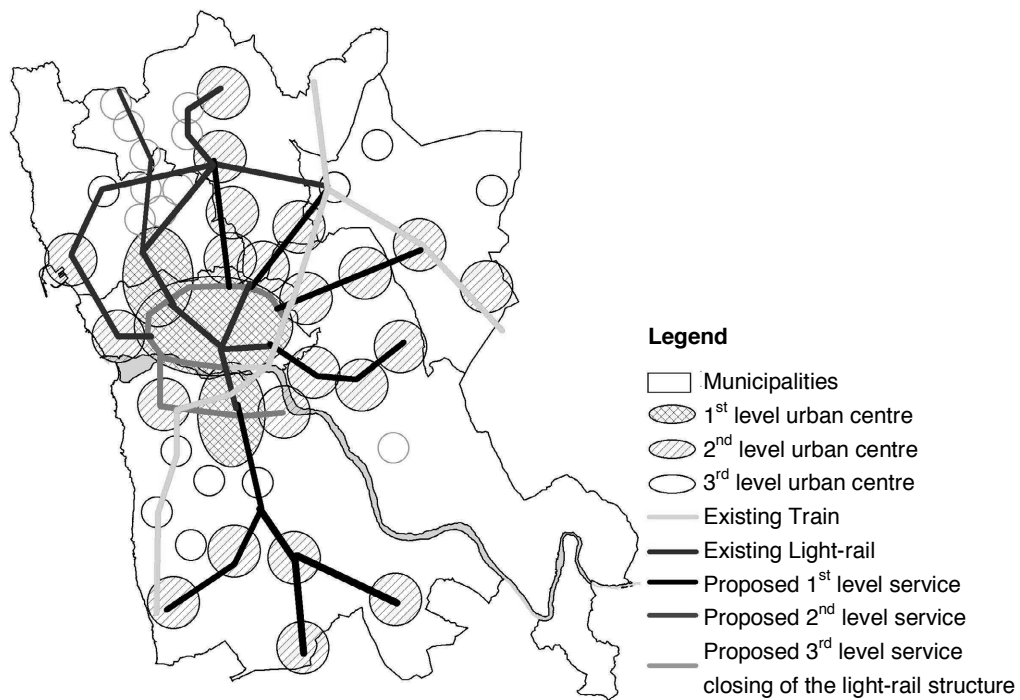 Legend
Municipalities
1st level urban centre
2nd level urban centre
3rd level urban centre
Existing Train
Existing Light-rail
Proposed 1st level service
Proposed 2nd level service
Proposed 3rd level service
closing of the light-rail structure